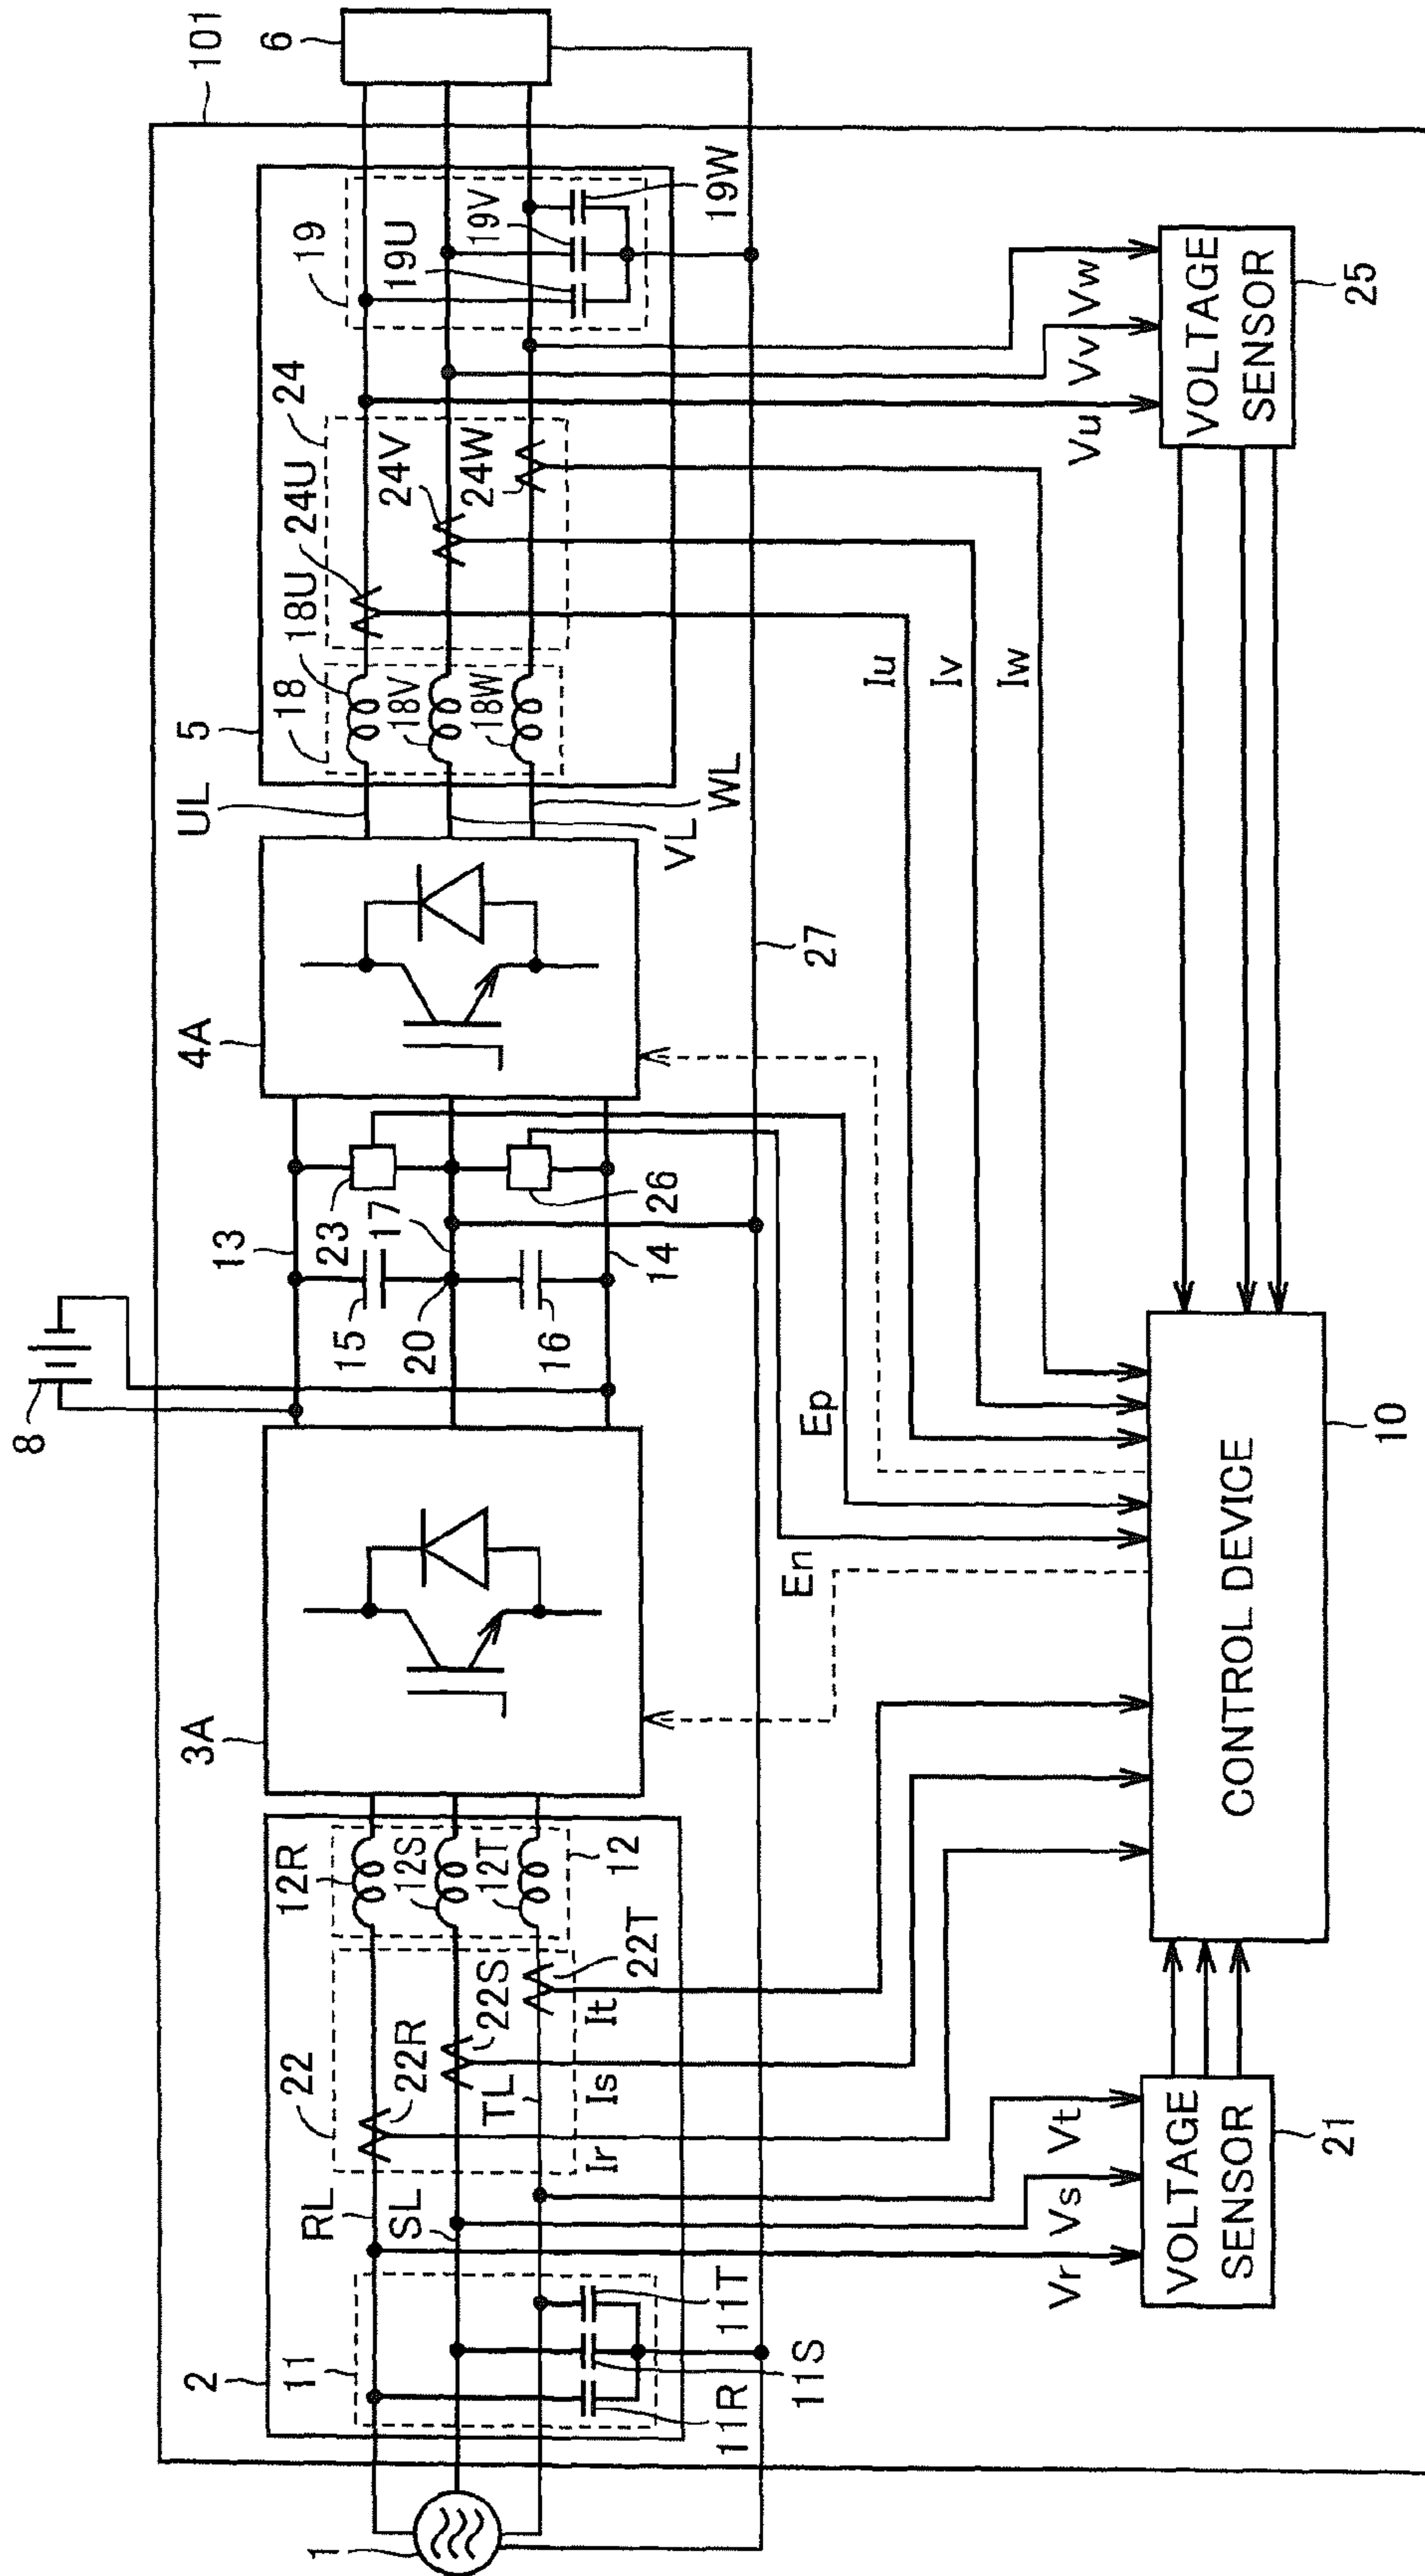 101
6
8
5
18
18U
24U
24
19
19U
19V
19W
24V
24W
18V
18W
UL
VL
WL
4A
13
23
17
15
20
16
26
14
27
3A
12R
12S
12T
12
22
22R
22S
22T
RL
SL
TL
Ir
Is
It
2
11
11R
11S
11T
1
Iu
Iv
Iw
Vu
Vv
Vw
VOLTAGE
SENSOR
25
Ep
En
CONTROL DEVICE
10
Vr
Vs
Vt
VOLTAGE
SENSOR
21